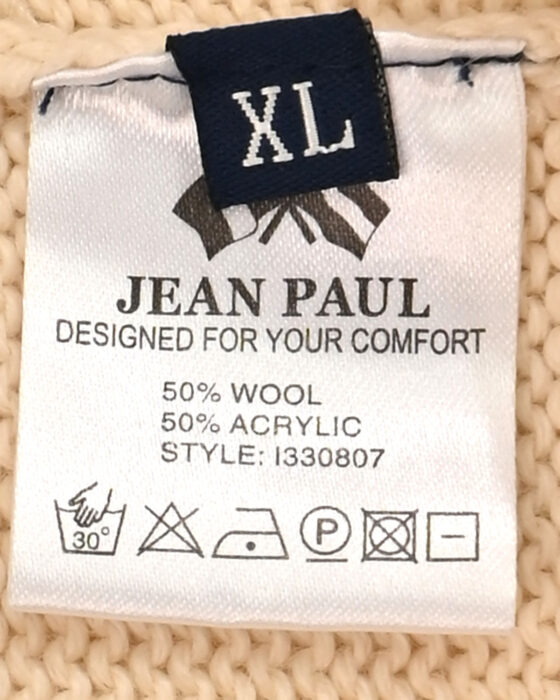 XL
JEAN PAUL
DESIGNED FOR YOUR COMFORT
50% WOOL
50% ACRYLIC
STYLE: I330807
30°
P